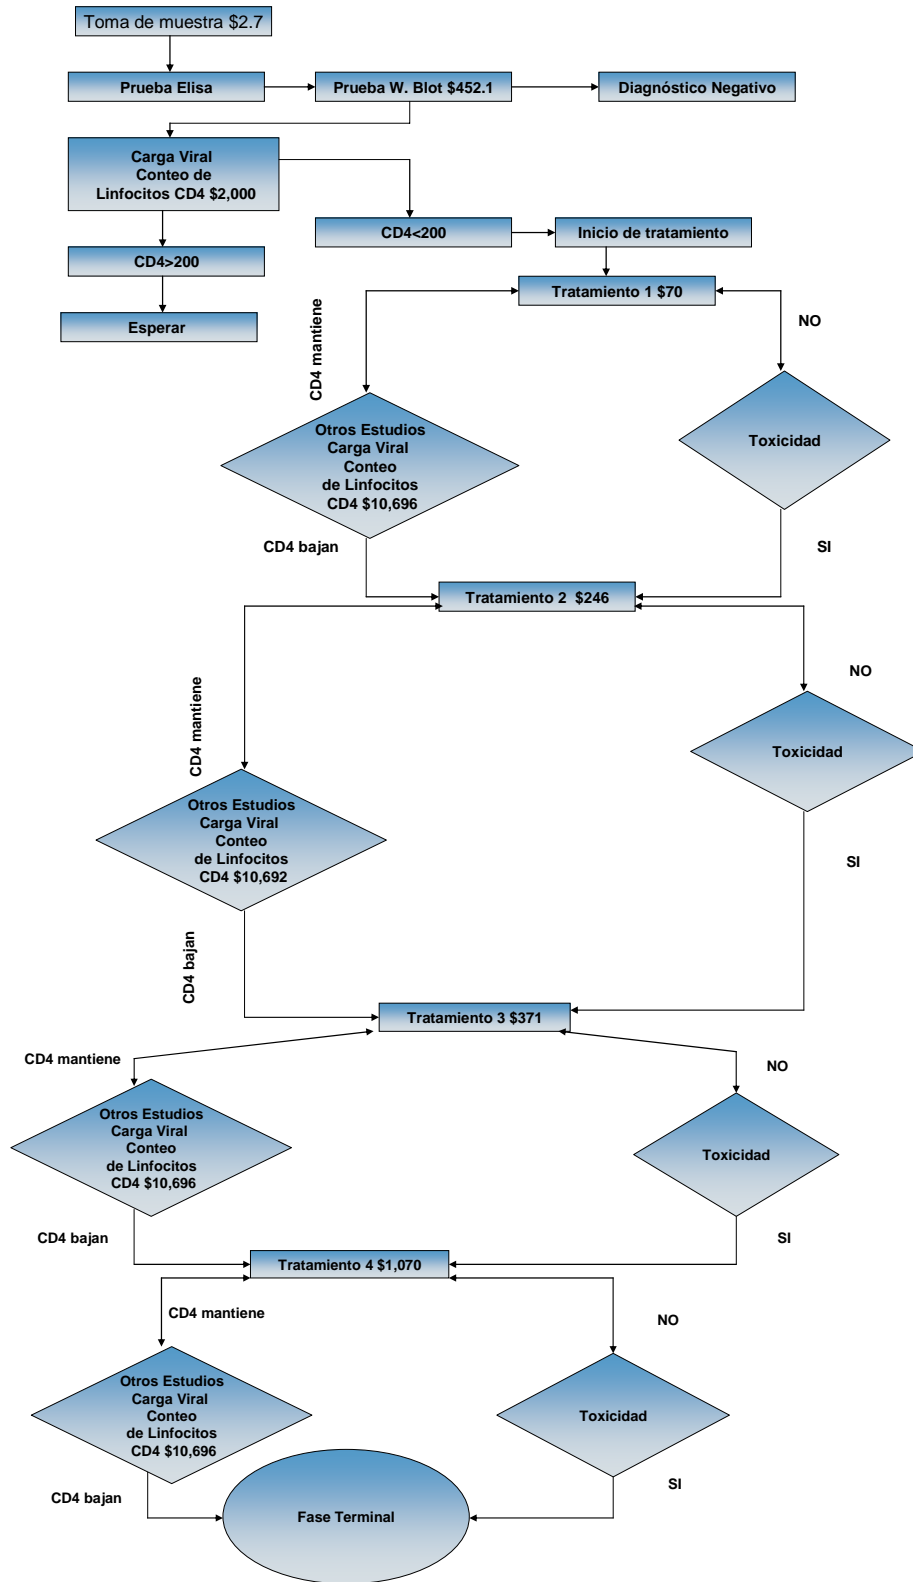 Toma de muestra $2.7
Prueba Elisa
Prueba W. Blot $452.1
Diagnóstico Negativo
Carga Viral
Conteo de
Linfocitos CD4 $2,000
CD4<200
Inicio de tratamiento
CD4>200
Tratamiento 1 $70
Esperar
CD4 mantiene
NO
Otros Estudios
Carga Viral
Conteo
de Linfocitos
CD4 $10,696
Toxicidad
CD4 bajan
SI
Tratamiento 2 $246
CD4 mantiene
NO
Toxicidad
Otros Estudios
Carga Viral
Conteo
de Linfocitos
CD4 $10,692
SI
CD4 bajan
Tratamiento 3 $371
CD4 mantiene
NO
Otros Estudios
Carga Viral
Conteo
de Linfocitos
CD4 $10,696
Toxicidad
CD4 bajan
SI
Tratamiento 4 $1,070
CD4 mantiene
NO
Otros Estudios
Carga Viral
Conteo
de Linfocitos
CD4 $10,696
Toxicidad
CD4 bajan
SI
Fase Terminal